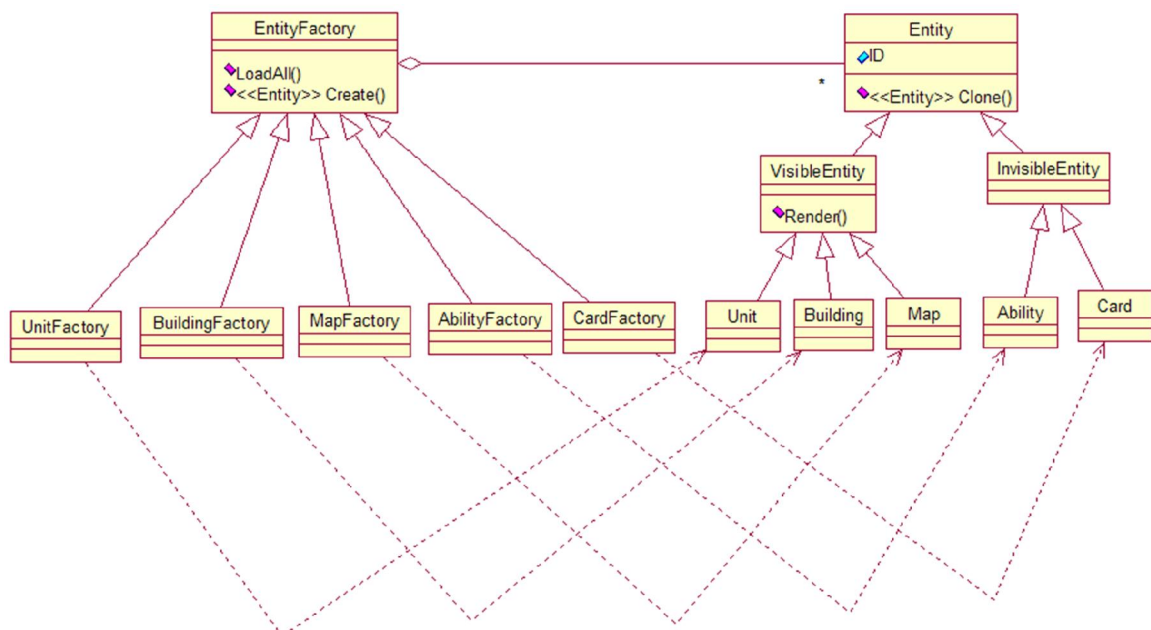 EntityFactory
LoadAll()
<<Entity>> Create()
Entity
ID
<<Entity>> Clone()
*
VisibleEntity
Render()
InvisibleEntity
UnitFactory
BuildingFactory
MapFactory
AbilityFactory
CardFactory
Unit
Building
Map
Ability
Card